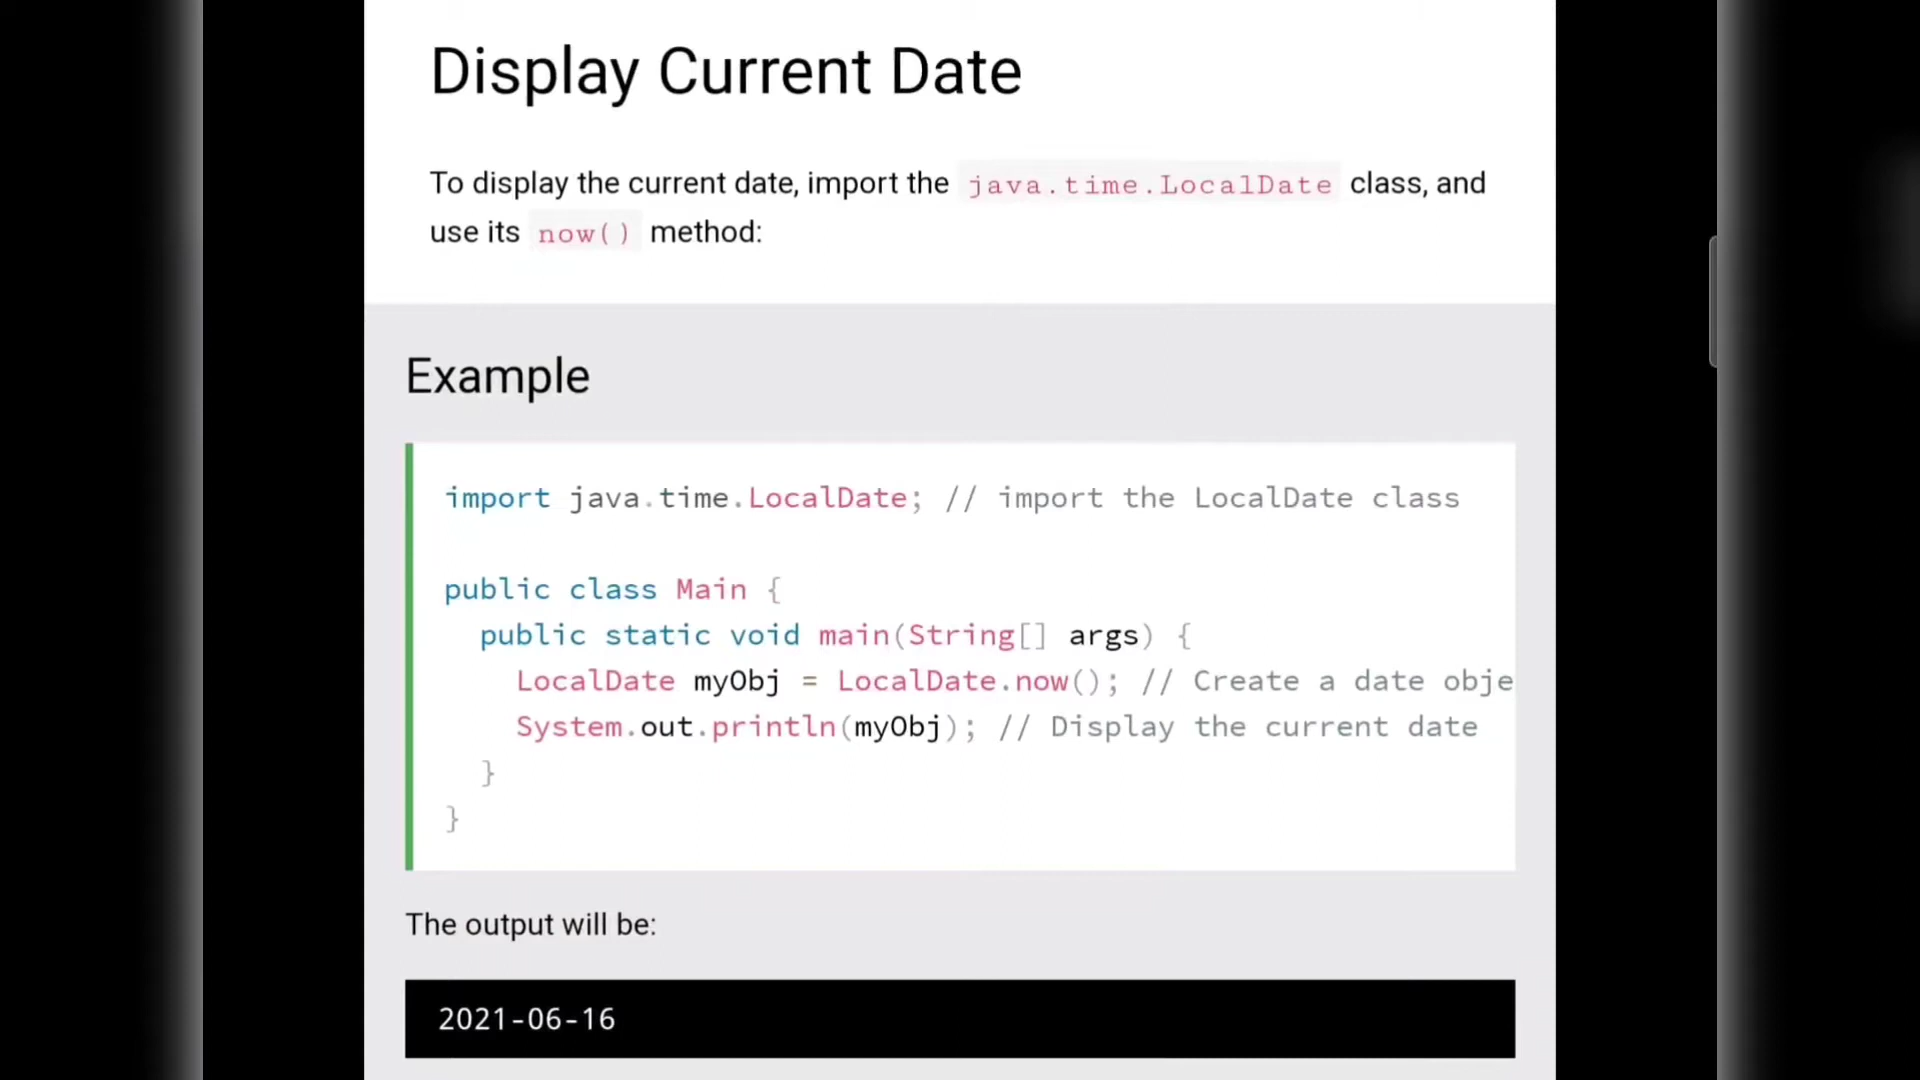 Display Current Date
To display the current date, import the java.time.LocalDate class, and
use its now() method:
Example
import java.time.LocalDate; // import the LocalDate class
public class Main {
  public static void main(String[] args) {
    LocalDate myObj = LocalDate.now(); // Create a date obje
    System.out.println(myObj); // Display the current date
  }
}
The output will be:
2021-06-16